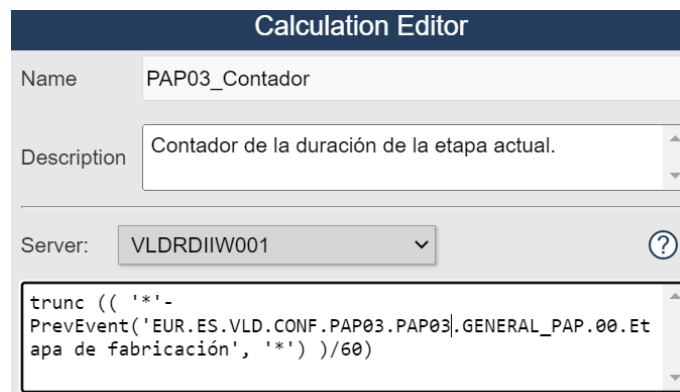 Calculation Editor
Name PAP03_Contador
Description Contador de la duración de la etapa actual.
Server: VLDRDIIW001
?
trunc (( '*'-
PrevEvent('EUR.ES.VLD.CONF.PAP03.PAP03.GENERAL_PAP.00.Et
apa de fabricación', '*') )/60)